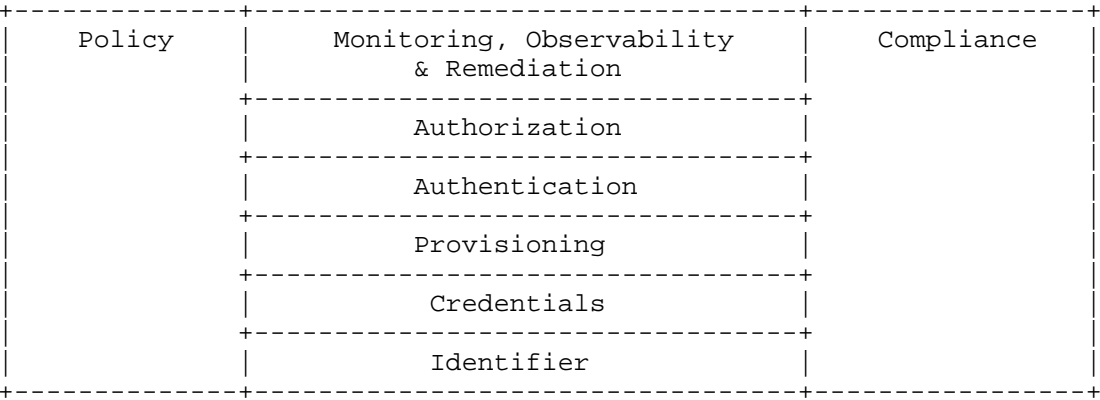 Policy Monitoring, Observability Compliance
& Remediation
Authorization
Authentication
Provisioning
Credentials
Identifier